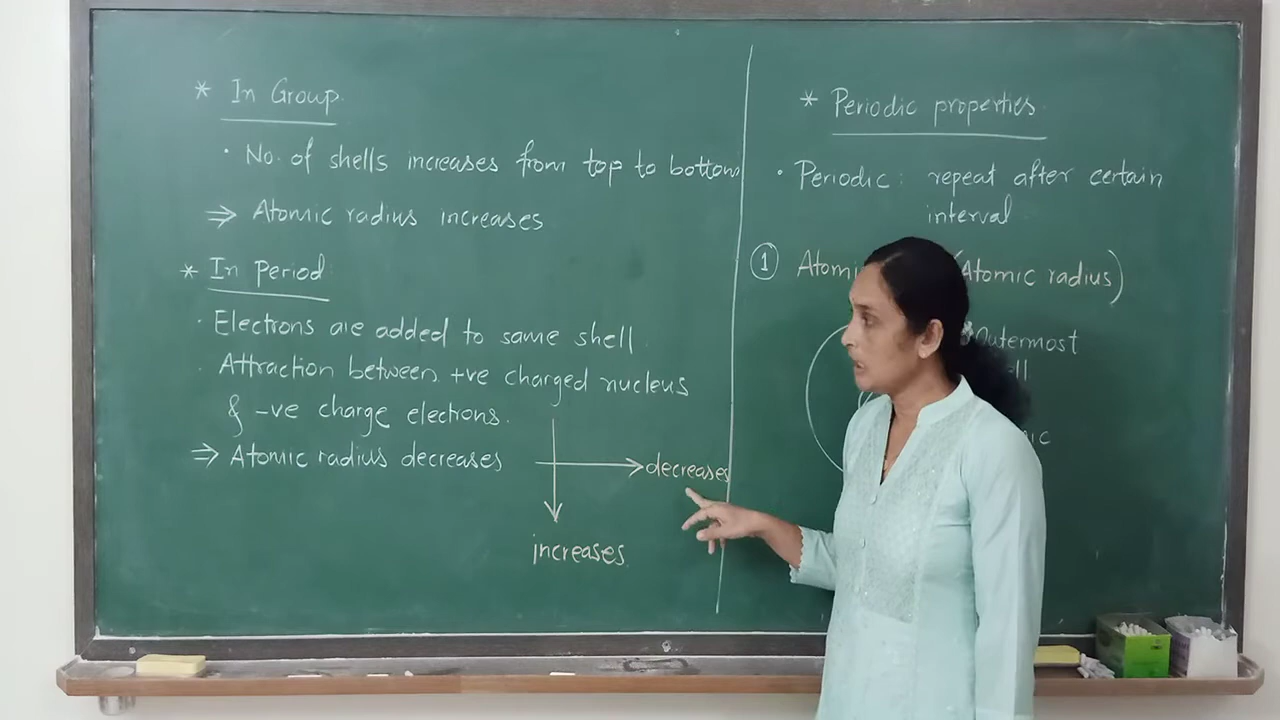 * In Group
· No. of shells increases from top to bottom
⇒ Atomic radius increases
* In Period
· Electrons are added to same shell
· Attraction between +ve charged nucleus
& -ve charge electrons.
⇒ Atomic radius decreases
decreases
increases
* Periodic properties
· Periodic: repeat after certain
interval
① (Atomic radius)
Outermost